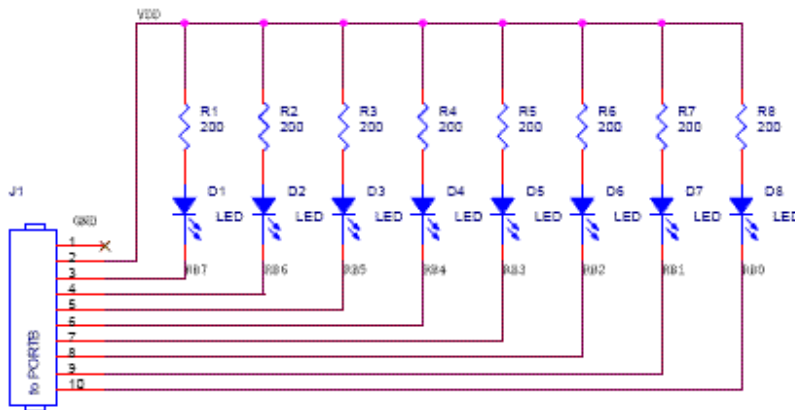 VDD
R1 R2 R3 R4 R5 R6 R7 R8
200 200 200 200 200 200 200 200
J1
D1 D2 D3 D4 D5 D6 D7 D8
LED LED LED LED LED LED LED LED
GND
1
2
3
4
5
6
7
8
9
10
RB7 RB6 RB5 RB4 RB3 RB2 RB1 RB0
to PORTB